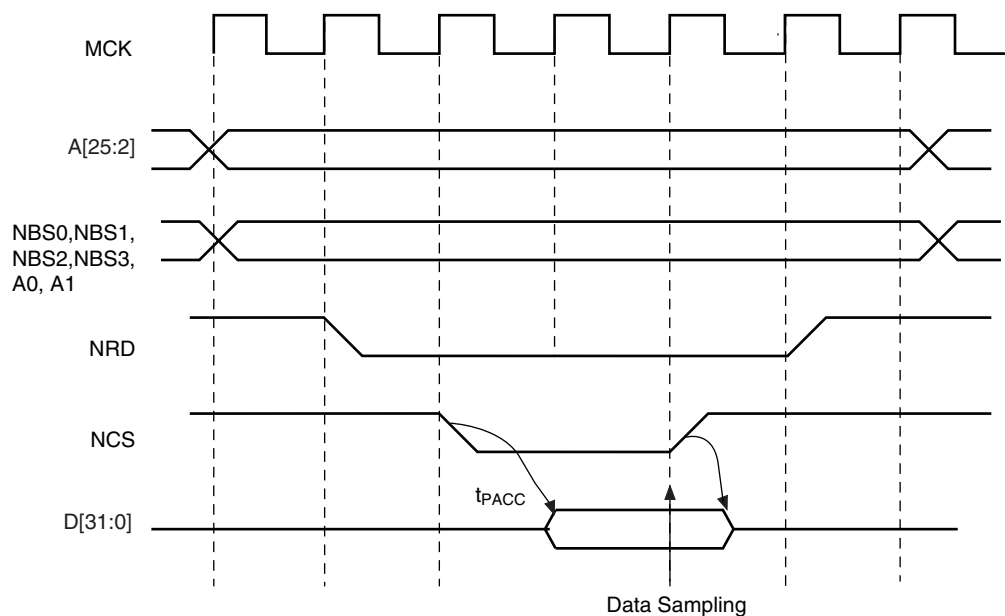 MCK
A[25:2]
NBS0,NBS1,
NBS2,NBS3,
A0, A1
NRD
NCS
tPACC
D[31:0]
Data Sampling